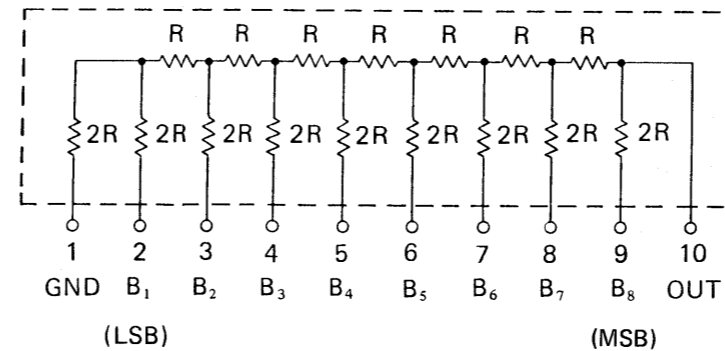 R R R R R R R
2R 2R 2R 2R 2R 2R 2R 2R 2R
1 2 3 4 5 6 7 8 9 10
GND B₁ B₂ B₃ B₄ B₅ B₆ B₇ B₈ OUT
(LSB) (MSB)